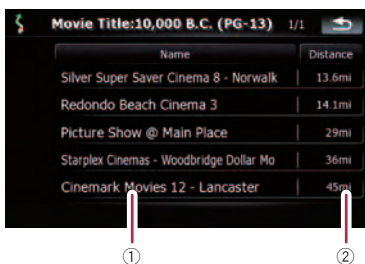 Movie Title:10,000 B.C. (PG-13) 1/1
Name Distance
Silver Super Saver Cinema 8 - Norwalk 13.6mi
Redondo Beach Cinema 3 14.1mi
Picture Show @ Main Place 29mi
Starplex Cinemas - Woodbridge Dollar Mo 36mi
Cinemark Movies 12 - Lancaster 45mi
① ②